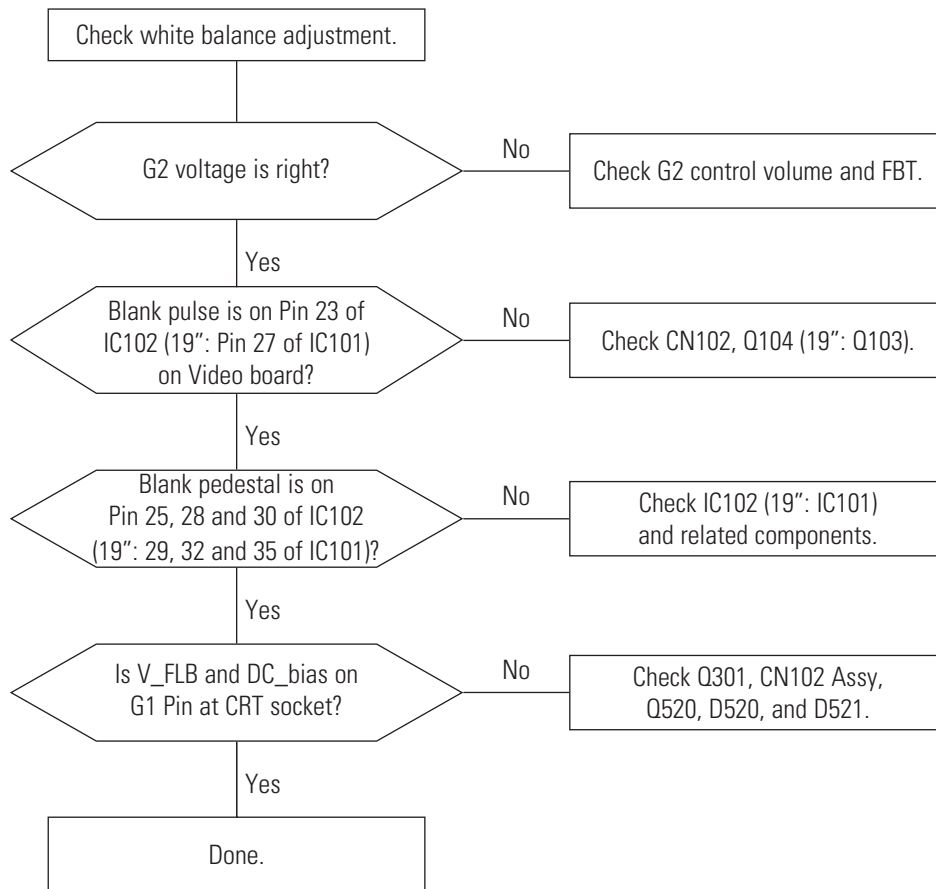 Check white balance adjustment.
G2 voltage is right?
No
Check G2 control volume and FBT.
Yes
Blank pulse is on Pin 23 of
IC102 (19″: Pin 27 of IC101)
on Video board?
No
Check CN102, Q104 (19″: Q103).
Yes
Blank pedestal is on
Pin 25, 28 and 30 of IC102
(19″: 29, 32 and 35 of IC101)?
No
Check IC102 (19″: IC101)
and related components.
Yes
Is V_FLB and DC_bias on
G1 Pin at CRT socket?
No
Check Q301, CN102 Assy,
Q520, D520, and D521.
Yes
Done.